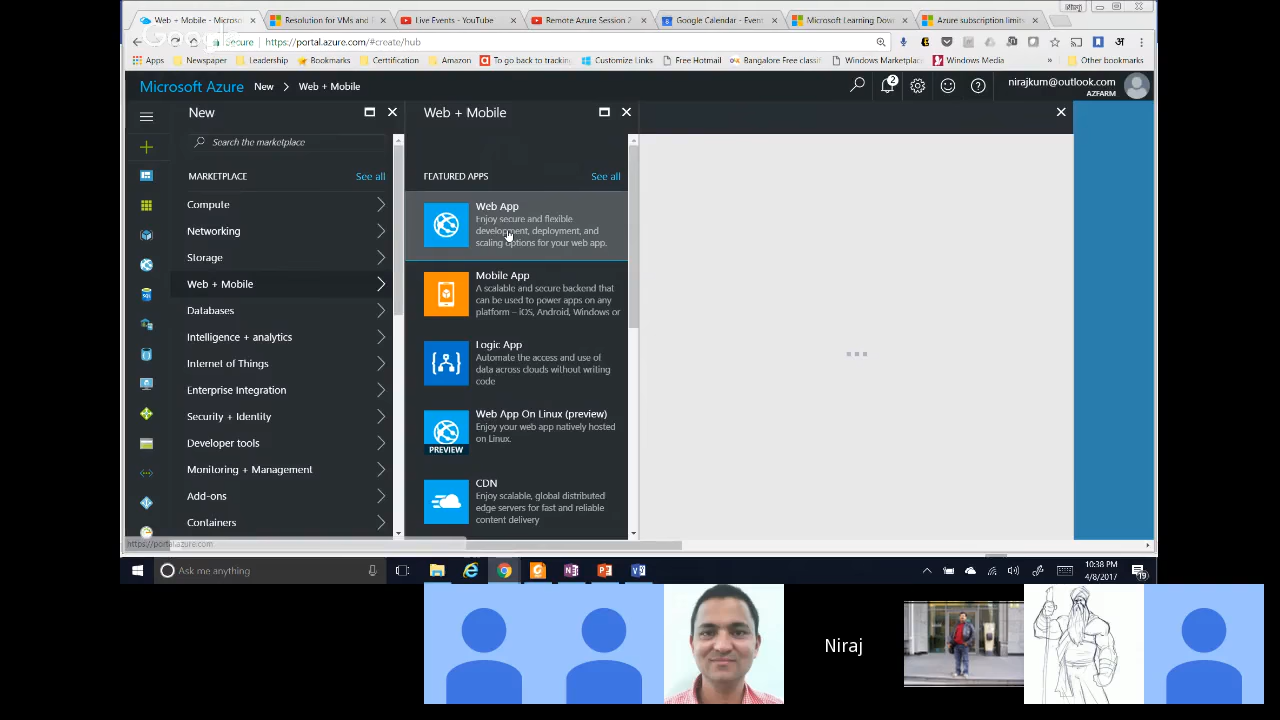 Web + Mobile - Microso
Resolution for VMs and
Live Events - YouTube
Remote Azure Session 2
Google Calendar - Event
Microsoft Learning Dow
Azure subscription limits
Niraj
Google
Secure
https://portal.azure.com/#create/hub
Apps
Newspaper
Leadership
Bookmarks
Certtification
Amazon
To go back to tracking
Customize Links
Free Hotmail
Bangalore Free classif
Windows Marketplace
Windows Media
»
Other bookmarks
Microsoft Azure New > Web + Mobile
2
nirajkum@outlook.com
AZFARM
New
Search the marketplace
MARKETPLACE See all
Compute
Networking
Storage
Web + Mobile
Databases
Intelligence + analytics
Internet of Things
Enterprise Integration
Security + Identity
Developer tools
Monitoring + Management
Add-ons
Containers
Web + Mobile
FEATURED APPS See all
Web App
Enjoy secure and flexible
development, deployment, and
scaling options for your web app.
Mobile App
A scalable and secure backend that
can be used to power apps on any
platform – iOS, Android, Windows or
Logic App
Automate the access and use of
data across clouds without writing
code
Web App On Linux (preview)
Enjoy your web app natively hosted
on Linux.
PREVIEW
CDN
Enjoy scalable, global distributed
edge servers for fast and reliable
content delivery
https://portal.azure.com
Ask me anything
10:38 PM
4/8/2017
19
Niraj